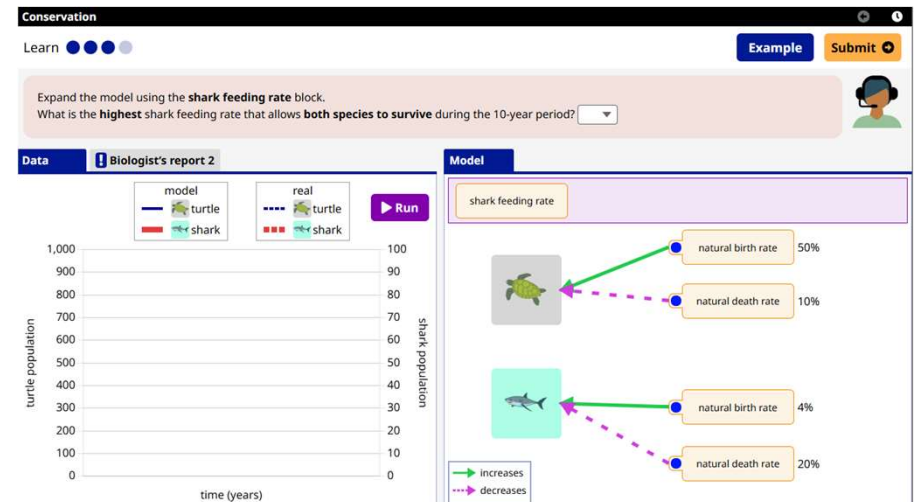 Conservation
Learn
Example
Submit
Expand the model using the shark feeding rate block.
What is the highest shark feeding rate that allows both species to survive during the 10-year period?
Data
! Biologist's report 2
Model
model
turtle
shark
real
turtle
shark
Run
1,000
900
800
700
600
500
400
300
200
100
0
turtle population
100
90
80
70
60
50
40
30
20
10
0
shark population
time (years)
shark feeding rate
natural birth rate 50%
natural death rate 10%
natural birth rate 4%
natural death rate 20%
increases
decreases